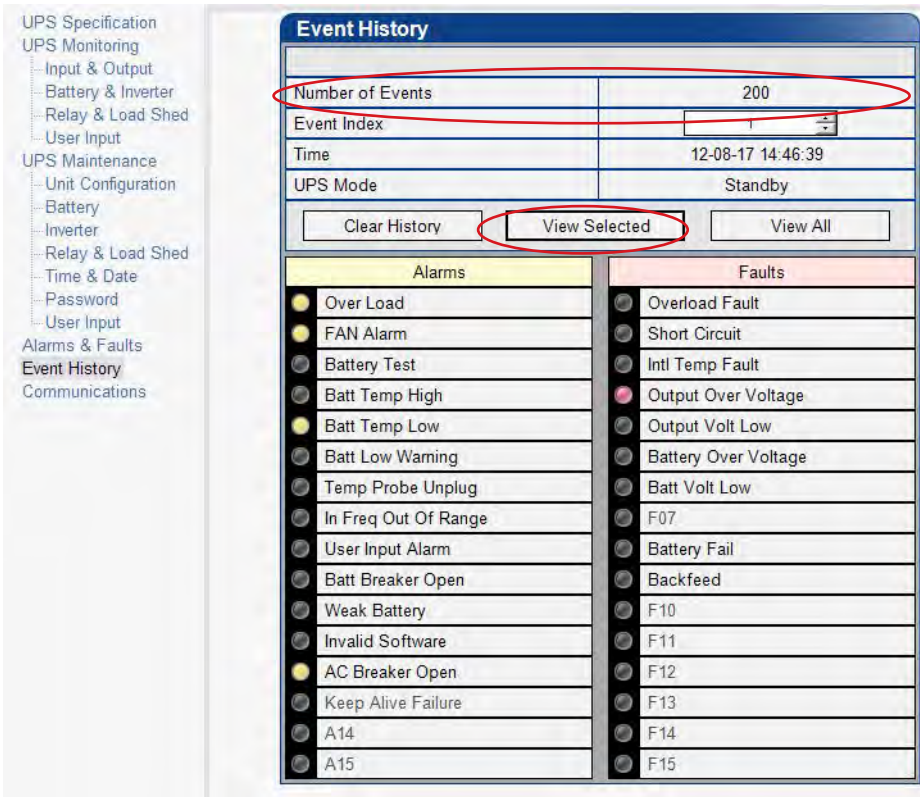 UPS Specification
UPS Monitoring
Input & Output
Battery & Inverter
Relay & Load Shed
User Input
UPS Maintenance
Unit Configuration
Battery
Inverter
Relay & Load Shed
Time & Date
Password
User Input
Alarms & Faults
Event History
Communications
Event History
Number of Events 200
Event Index 1
Time 12-08-17 14:46:39
UPS Mode Standby
Clear History View Selected View All
Alarms Faults
Over Load Overload Fault
FAN Alarm Short Circuit
Battery Test Intl Temp Fault
Batt Temp High Output Over Voltage
Batt Temp Low Output Volt Low
Batt Low Warning Battery Over Voltage
Temp Probe Unplug Batt Volt Low
In Freq Out Of Range F07
User Input Alarm Battery Fail
Batt Breaker Open Backfeed
Weak Battery F10
Invalid Software F11
AC Breaker Open F12
Keep Alive Failure F13
A14 F14
A15 F15